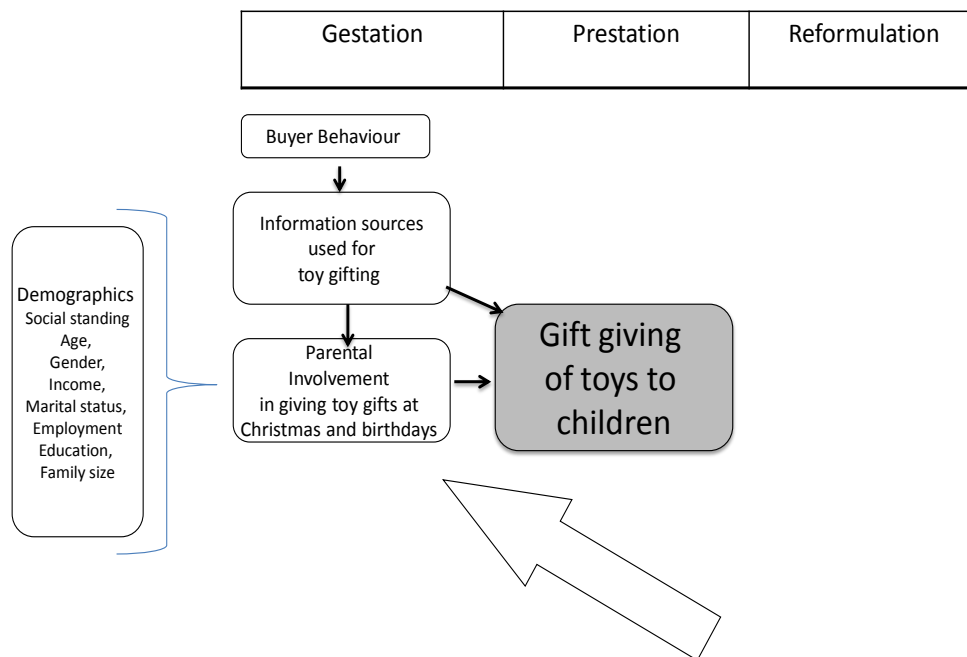 Gestation
Prestation
Reformulation
Buyer Behaviour
Information sources
used for
toy gifting
Demographics
Social standing
Age,
Gender,
Income,
Marital status,
Employment
Education,
Family size
Parental
Involvement
in giving toy gifts at
Christmas and birthdays
Gift giving
of toys to
children